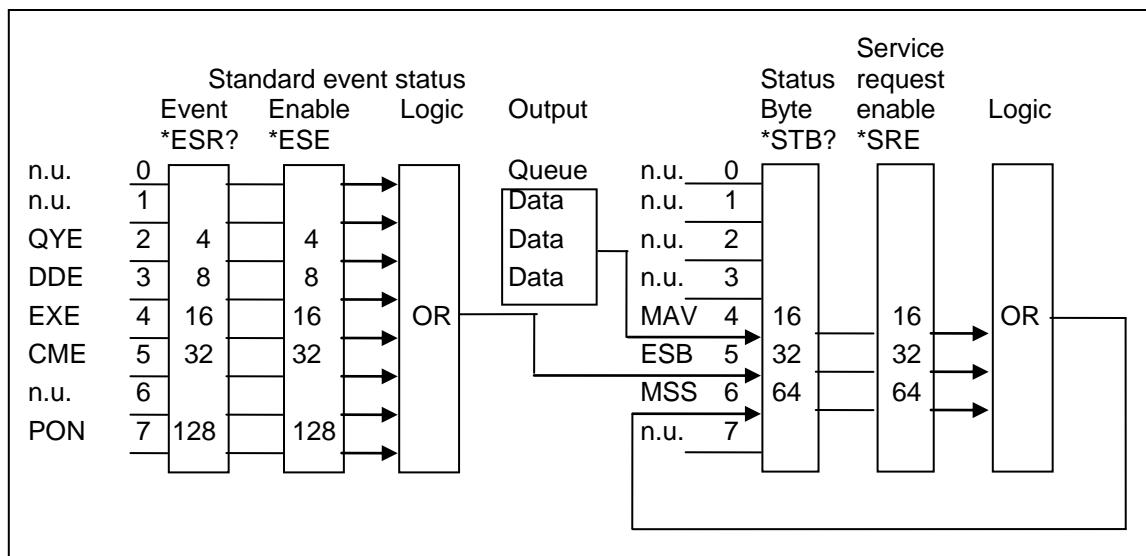 Service
Standard event status Status request
Event Enable Logic Output Byte enable Logic
*ESR? *ESE *STB? *SRE
n.u. 0 Queue n.u. 0
n.u. 1 Data n.u. 1
QYE 2 4 4 Data n.u. 2
DDE 3 8 8 Data n.u. 3
EXE 4 16 16 OR MAV 4 16 16 OR
CME 5 32 32 ESB 5 32 32
n.u. 6 MSS 6 64 64
PON 7 128 128 n.u. 7